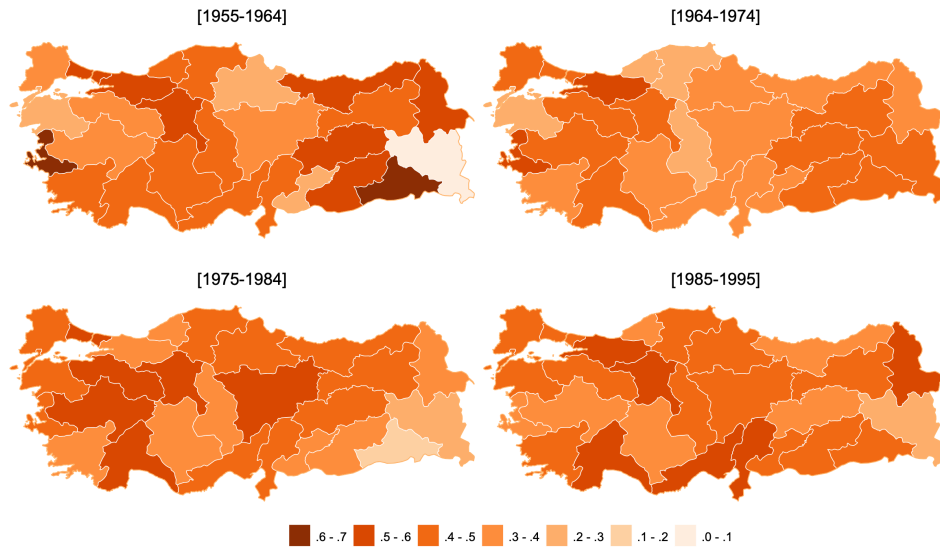 [1955-1964] [1964-1974]
[1975-1984] [1985-1995]
.6 - .7 .5 - .6 .4 - .5 .3 - .4 .2 - .3 .1 - .2 .0 - .1